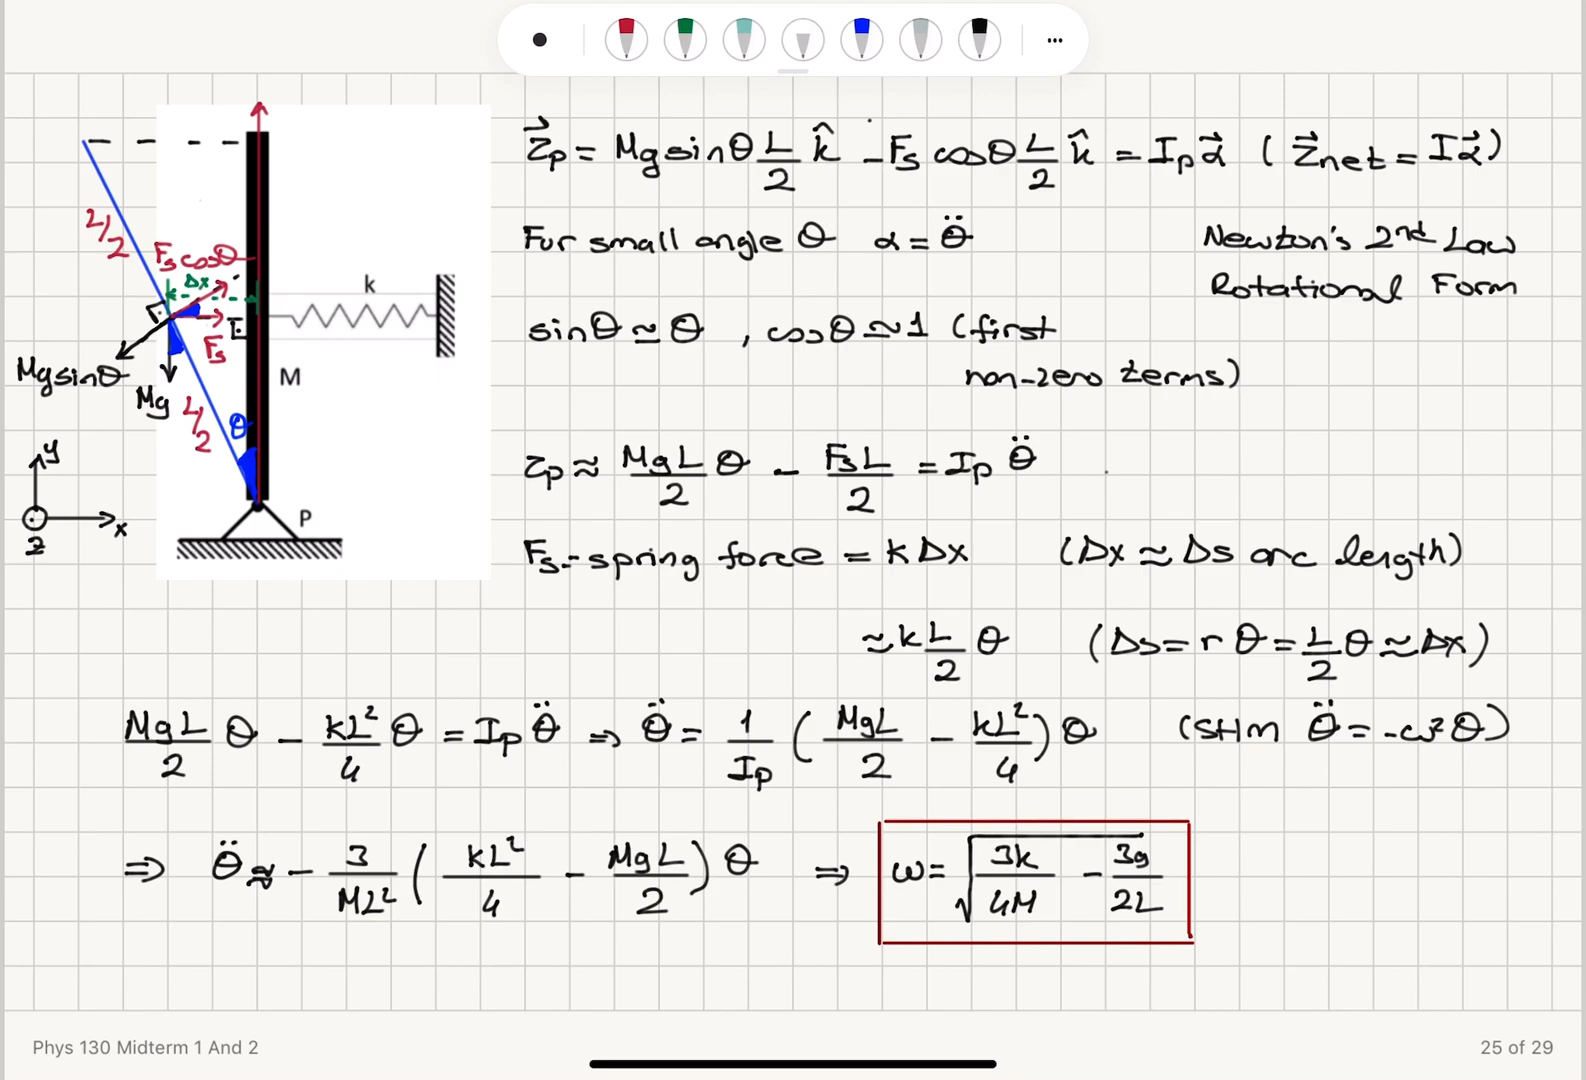 τ⃗p = Mg sinθ L/2 k̂ - Fs cosθ L/2 k̂ = Ip α⃗ ( τ⃗net = I α⃗ )
For small angle θ α = θ̈
Newton's 2nd Law
Rotational Form
sinθ ≃ θ , cosθ ≃ 1 (first
non-zero terms)
τp ≈ MgL/2 θ - FsL/2 = Ip θ̈
Fs - spring force = kΔx (Δx ≈ Δs arc length)
≈ k L/2 θ (Δs = r θ = L/2 θ ≈ Δx)
MgL/2 θ - kL²/4 θ = Ip θ̈ ⇒ θ̈ = 1/Ip ( MgL/2 - kL²/4 ) θ (SHM θ̈ = -ω² θ)
⇒ θ̈ ≈ - 3/ML² ( kL²/4 - MgL/2 ) θ ⇒ ω = √(3k/4M - 3g/2L)
L/2
Fs cosθ
Δx
k
Fs
Mg sinθ
Mg
M
L/2
θ
y
x
z
P
Phys 130 Midterm 1 And 2
25 of 29